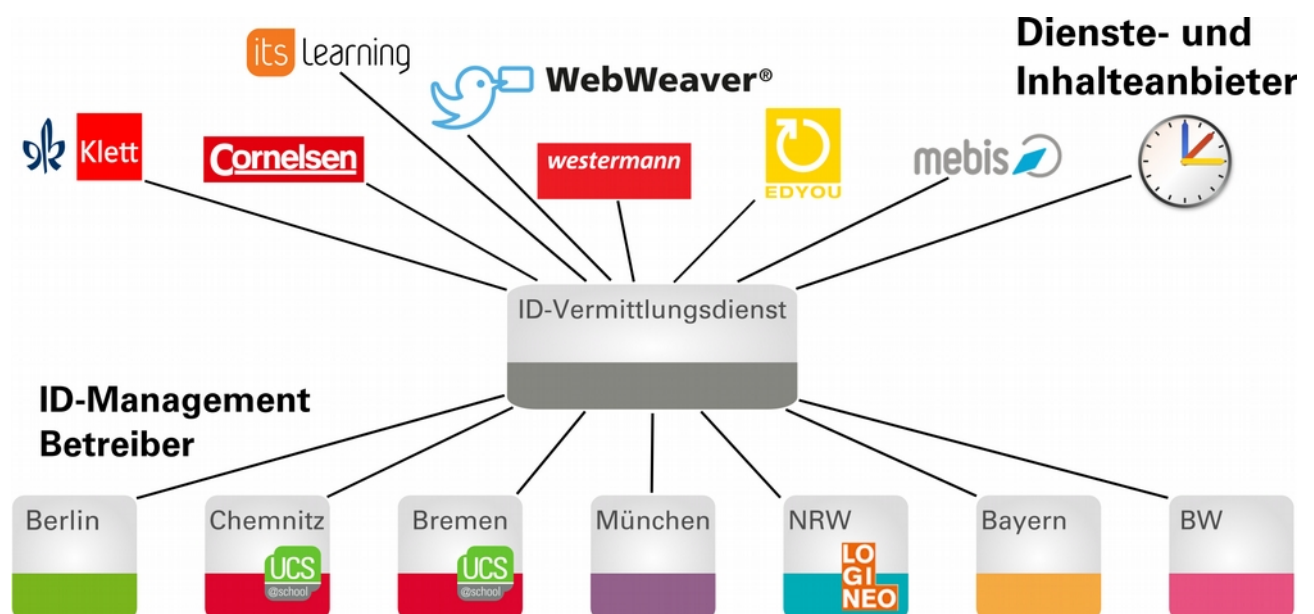 Dienste- und
Inhalteanbieter
its learning
WebWeaver®
Klett
Cornelsen
westermann
EDYOU
mebis
ID-Vermittlungsdienst
ID-Management
Betreiber
Berlin
Chemnitz
UCS
@school
Bremen
UCS
@school
München
NRW
LO
GI
NEO
Bayern
BW